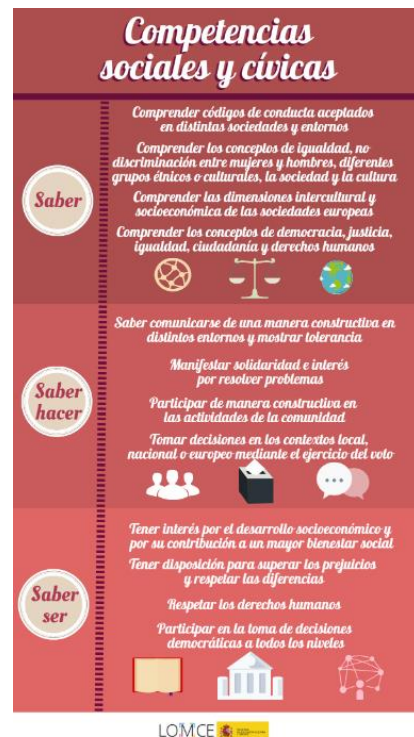 Competencias
sociales y cívicas
Saber
Comprender códigos de conducta aceptados
en distintas sociedades y entornos
Comprender los conceptos de igualdad, no
discriminación entre mujeres y hombres, diferentes
grupos étnicos o culturales, la sociedad y la cultura
Comprender las dimensiones intercultural y
socioeconómica de las sociedades europeas
Comprender los conceptos de democracia, justicia,
igualdad, ciudadanía y derechos humanos
Saber
hacer
Saber comunicarse de una manera constructiva en
distintos entornos y mostrar tolerancia
Manifestar solidaridad e interés
por resolver problemas
Participar de manera constructiva en
las actividades de la comunidad
Tomar decisiones en los contextos local,
nacional o europeo mediante el ejercicio del voto
Saber
ser
Tener interés por el desarrollo socioeconómico y
por su contribución a un mayor bienestar social
Tener disposición para superar los prejuicios
y respetar las diferencias
Respetar los derechos humanos
Participar en la toma de decisiones
democráticas a todos los niveles
LOMCE